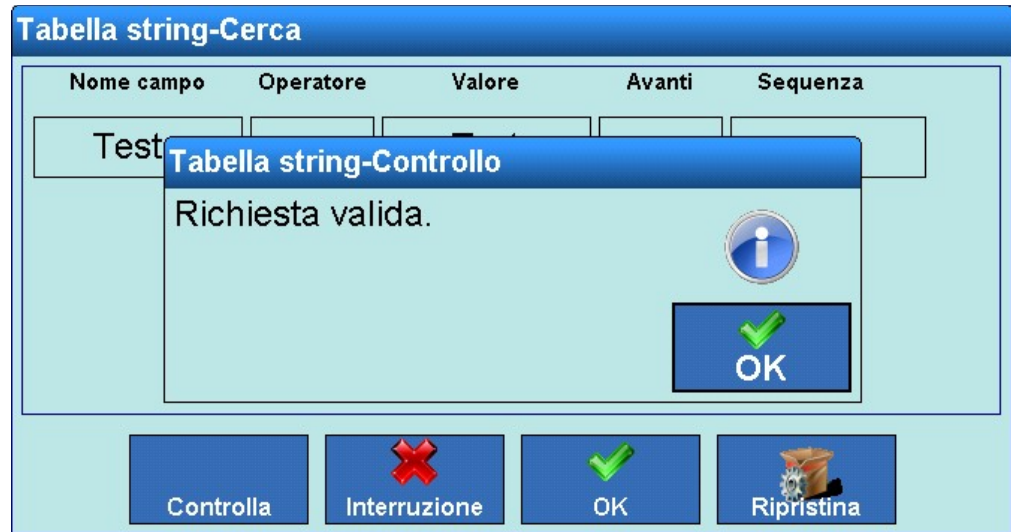 Tabella string-Cerca
Nome campo Operatore Valore Avanti Sequenza
Tabella string-Controllo
Richiesta valida.
OK
Controlla Interruzione OK Ripristina